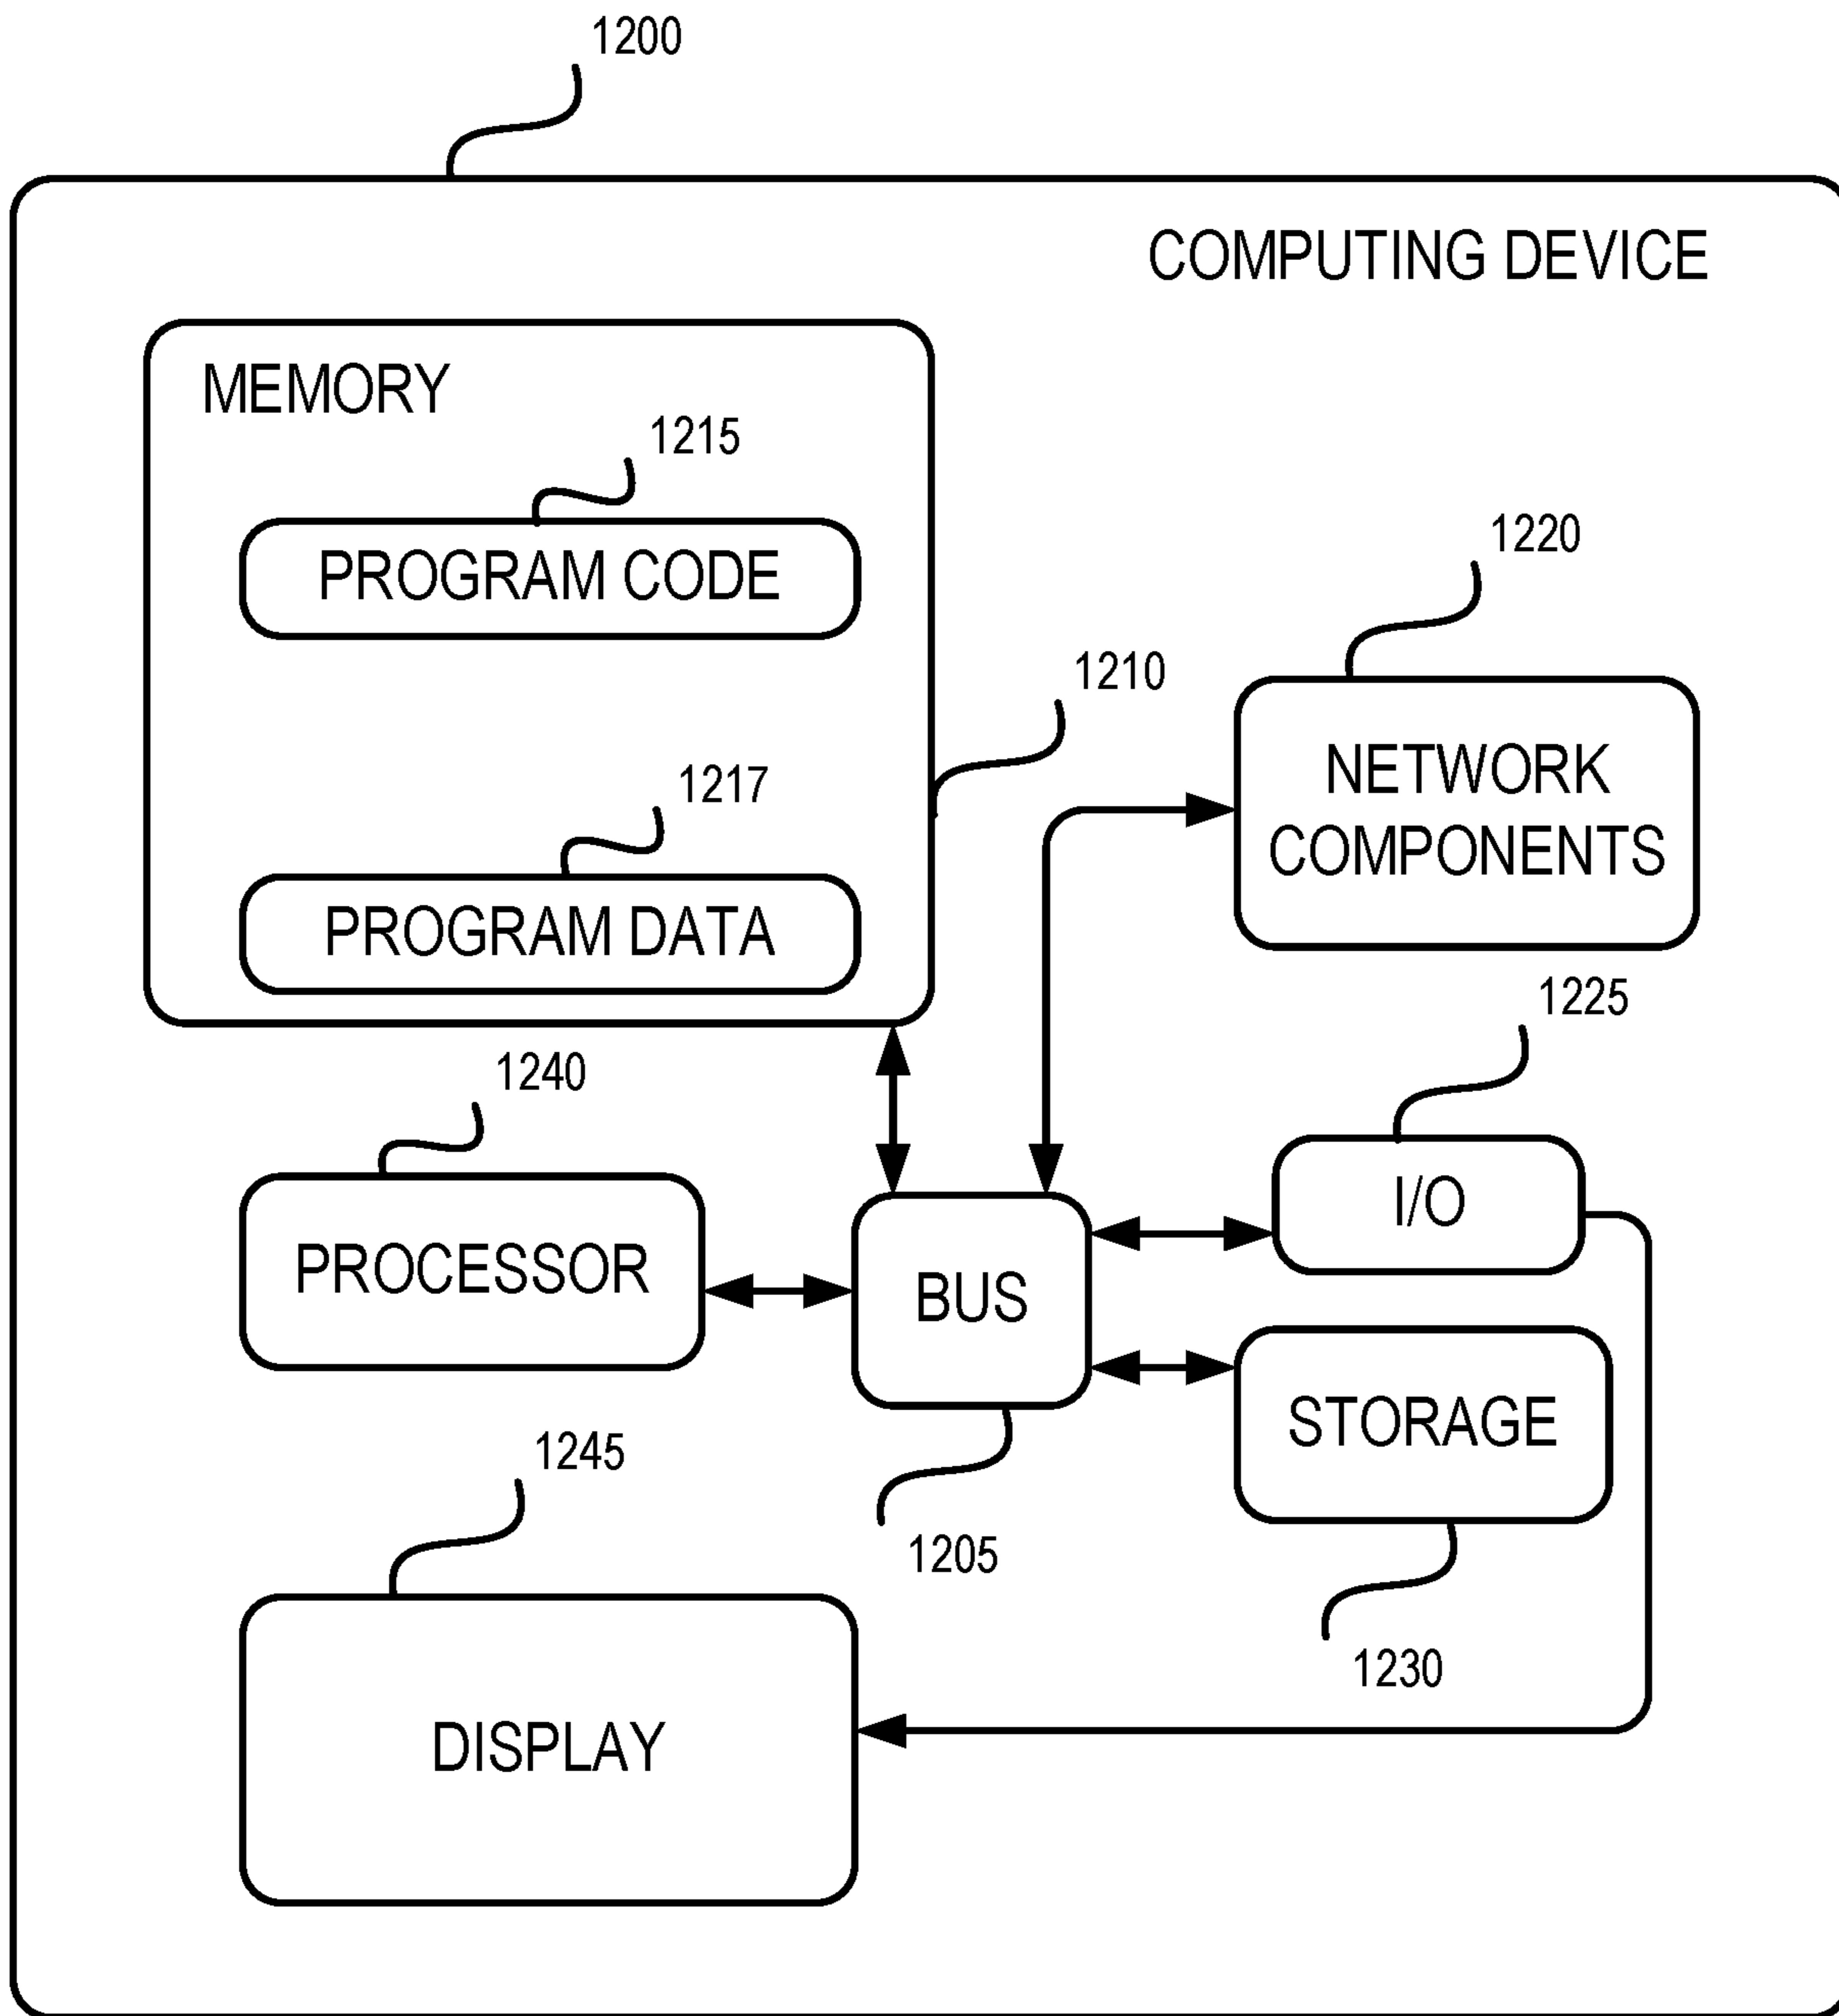 1200
COMPUTING DEVICE
MEMORY
1215
PROGRAM CODE
1220
1210
NETWORK
COMPONENTS
1217
PROGRAM DATA
1225
1240
I/O
PROCESSOR
BUS
STORAGE
1245
1205
1230
DISPLAY